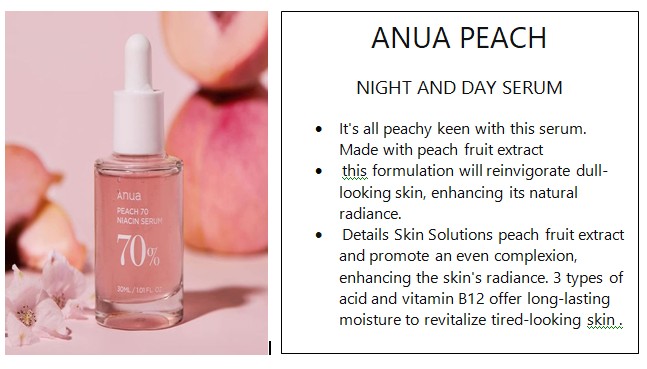 Anua
PEACH 70
NIACIN SERUM
70%
30ML / 1.01 FL.OZ
ANUA PEACH
NIGHT AND DAY SERUM
• It's all peachy keen with this serum.
Made with peach fruit extract
• this formulation will reinvigorate dull-
looking skin, enhancing its natural
radiance.
• Details Skin Solutions peach fruit extract
and promote an even complexion,
enhancing the skin's radiance. 3 types of
acid and vitamin B12 offer long-lasting
moisture to revitalize tired-looking skin .